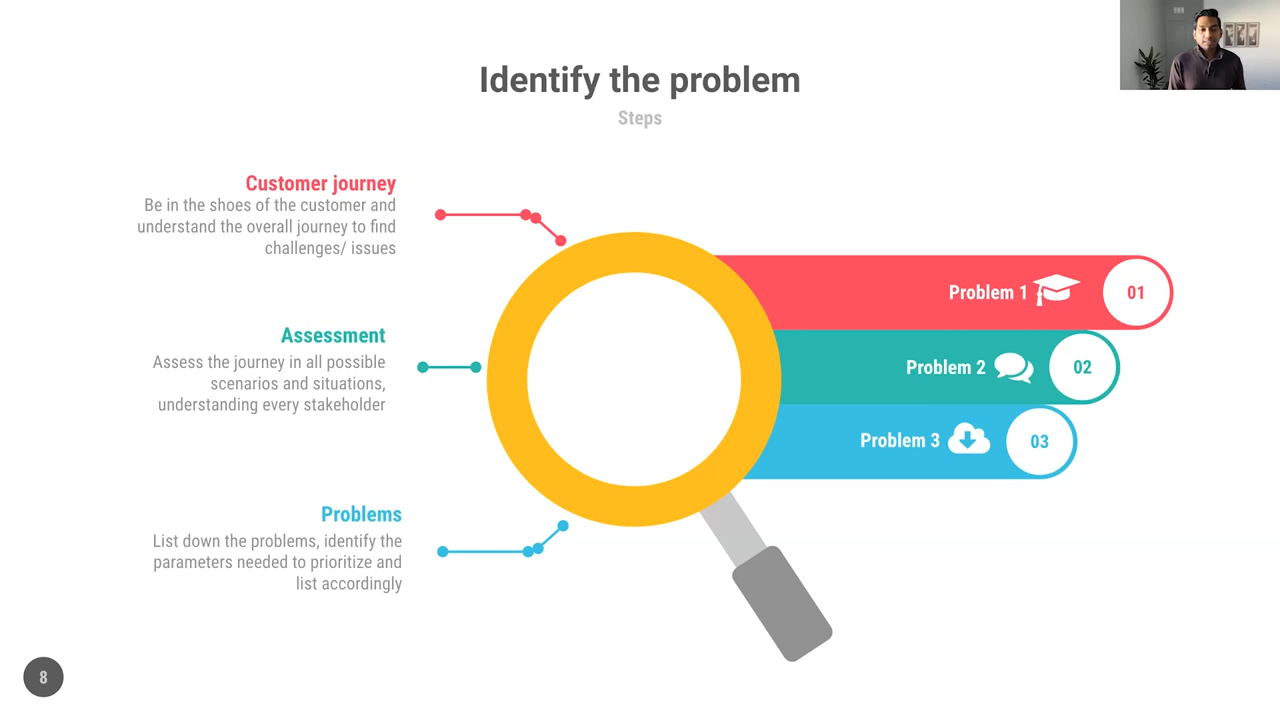 Identify the problem
Steps
Customer journey
Be in the shoes of the customer and
understand the overall journey to find
challenges/ issues
Assessment
Assess the journey in all possible
scenarios and situations,
understanding every stakeholder
Problems
List down the problems, identify the
parameters needed to prioritize and
list accordingly
Problem 1
01
Problem 2
02
Problem 3
03
8